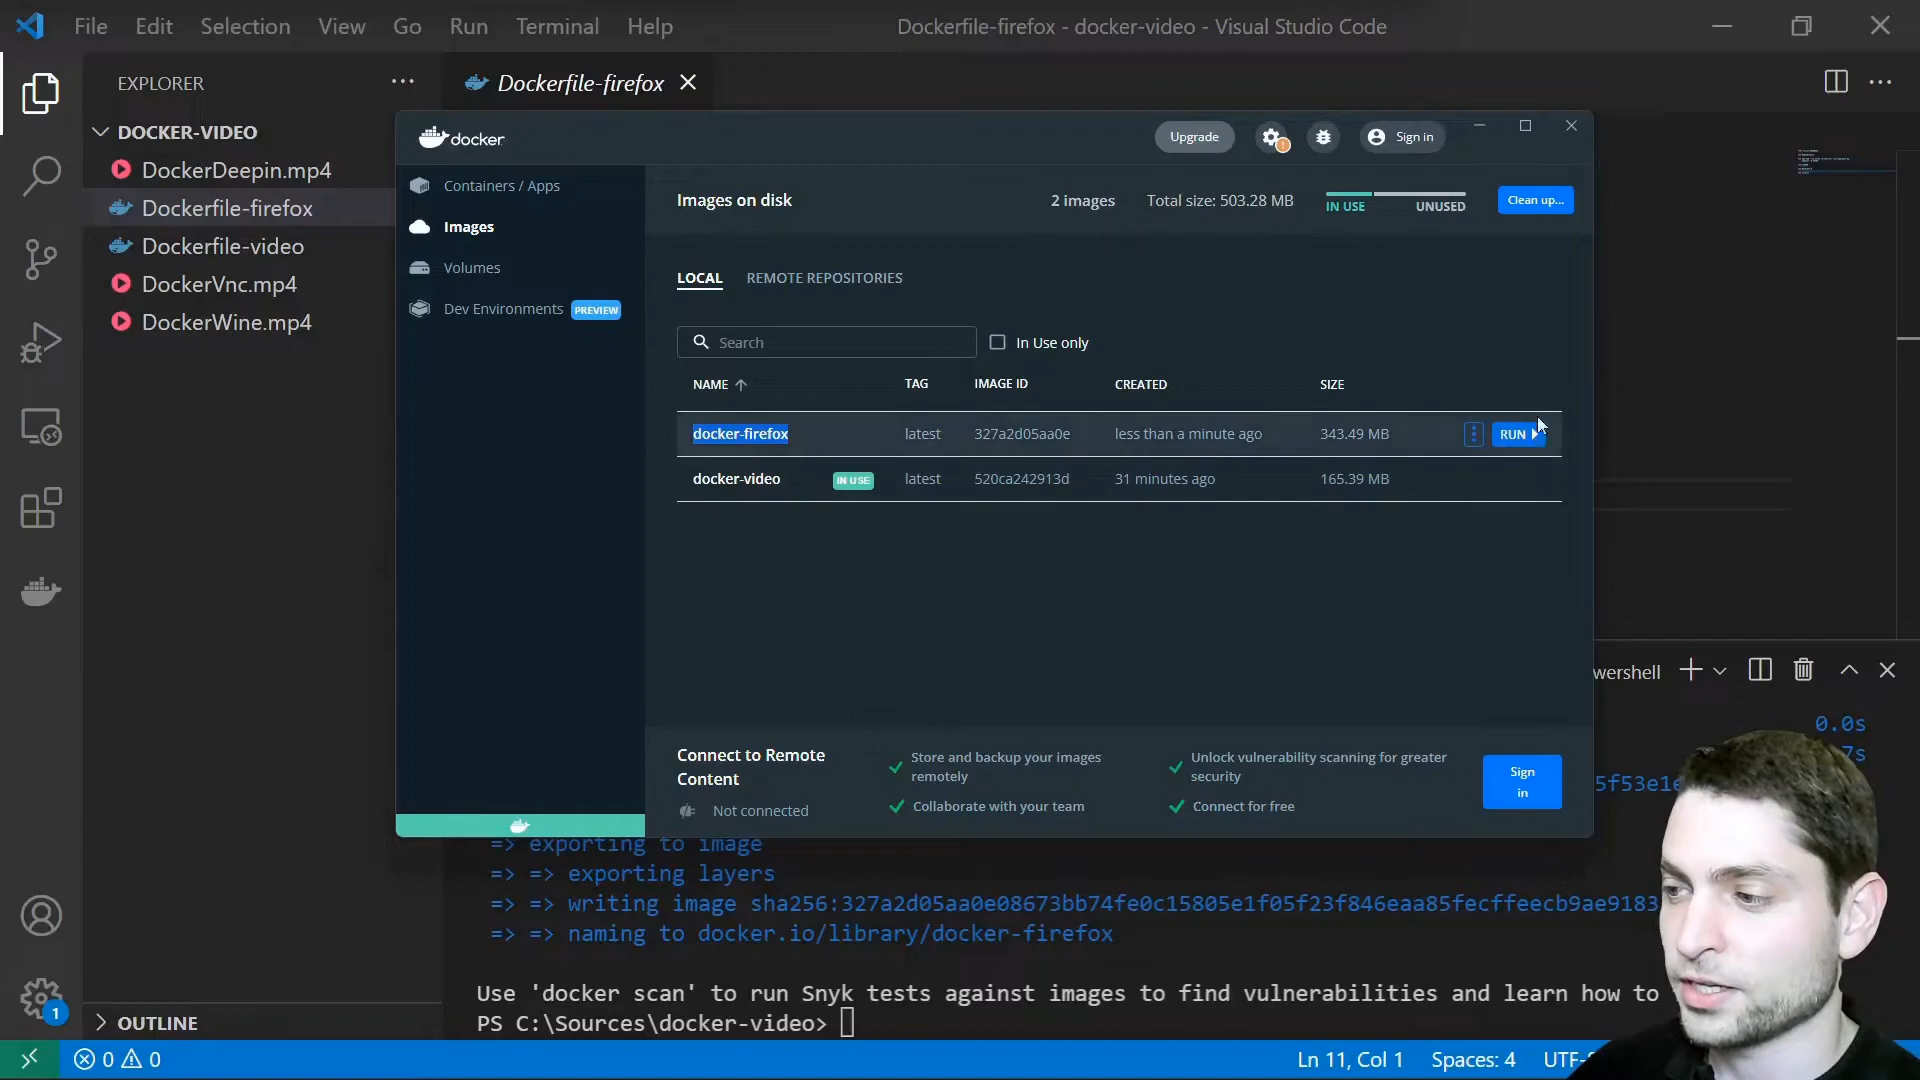 File Edit Selection View Go Run Terminal Help
Dockerfile-firefox - docker-video - Visual Studio Code
EXPLORER
Dockerfile-firefox
DOCKER-VIDEO
DockerDeepin.mp4
Dockerfile-firefox
Dockerfile-video
DockerVnc.mp4
DockerWine.mp4
OUTLINE
docker
Upgrade
Sign in
Containers / Apps
Images
Volumes
Dev Environments PREVIEW
Images on disk
2 images
Total size: 503.28 MB
IN USE UNUSED
Clean up...
LOCAL REMOTE REPOSITORIES
Search
In Use only
NAME TAG IMAGE ID CREATED SIZE
docker-firefox latest 327a2d05aa0e less than a minute ago 343.49 MB RUN
docker-video IN USE latest 520ca242913d 31 minutes ago 165.39 MB
Connect to Remote
Content
Not connected
Store and backup your images
remotely
Collaborate with your team
Unlock vulnerability scanning for greater
security
Connect for free
Sign
in
wershell
0.0s
7s
5f53e1e
=> exporting to image
=> => exporting layers
=> => writing image sha256:327a2d05aa0e08673bb74fe0c15805e1f05f23f846eaa85fecffeecb9ae9183
=> => naming to docker.io/library/docker-firefox
Use 'docker scan' to run Snyk tests against images to find vulnerabilities and learn how to
PS C:\Sources\docker-video>
1
0 0
Ln 11, Col 1 Spaces: 4 UTF-